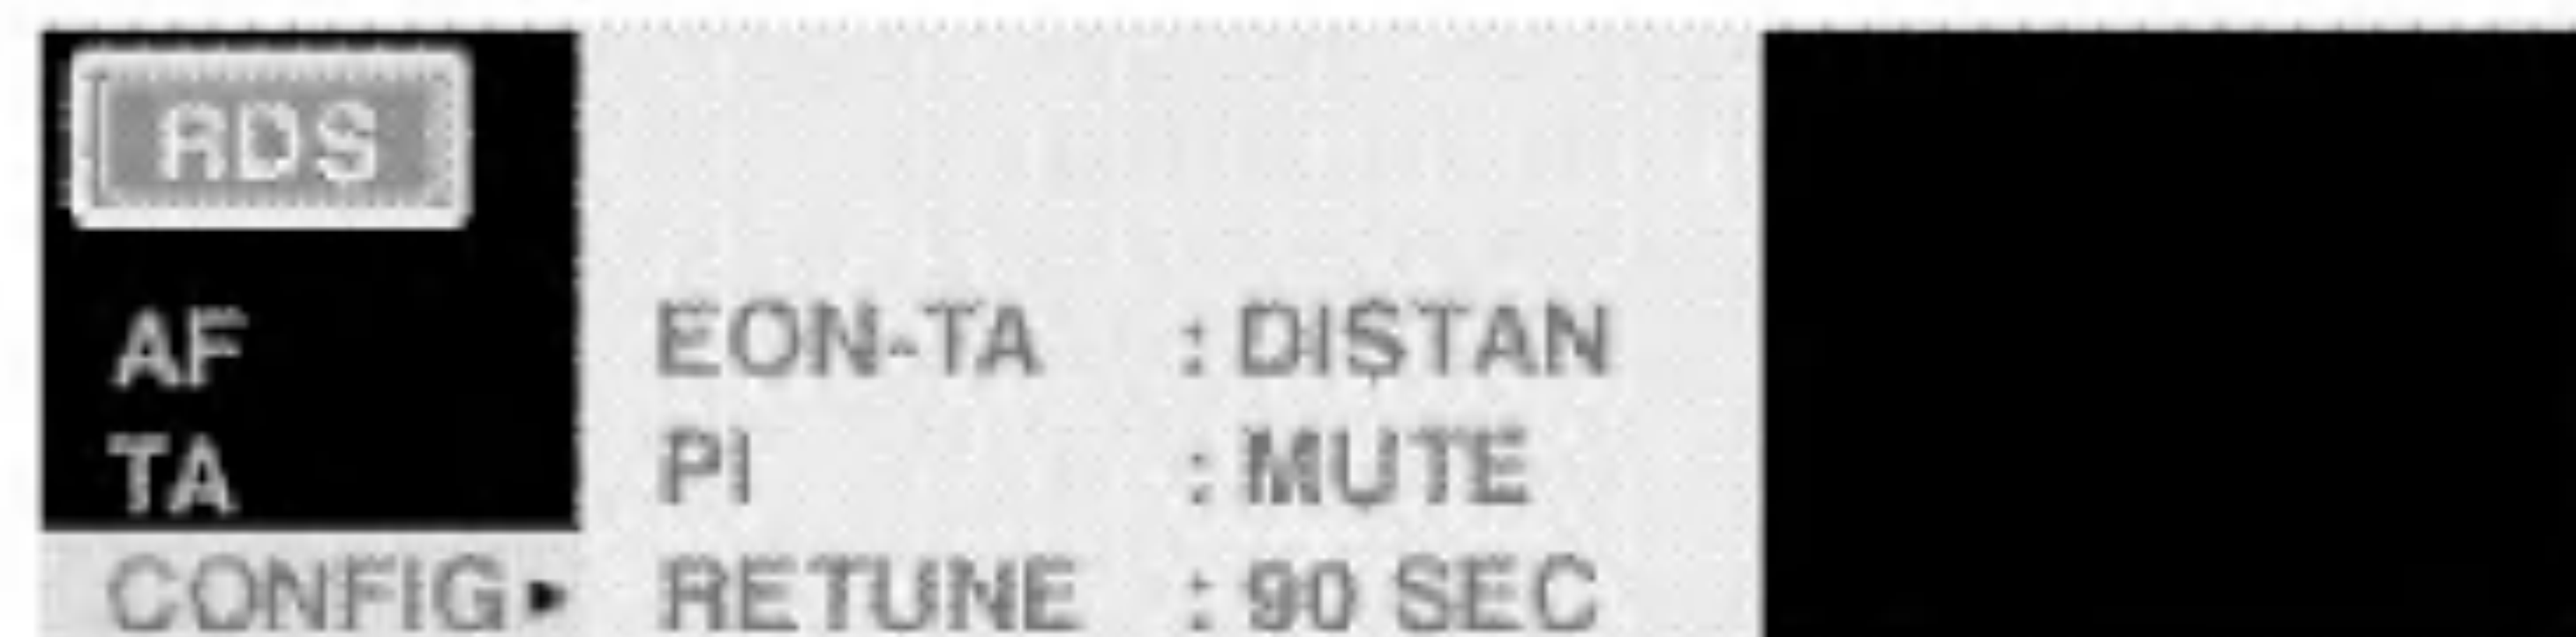 RDS
AF
TA
CONFIG ▸
EON-TA : DISTAN
PI : MUTE
RETUNE : 90 SEC